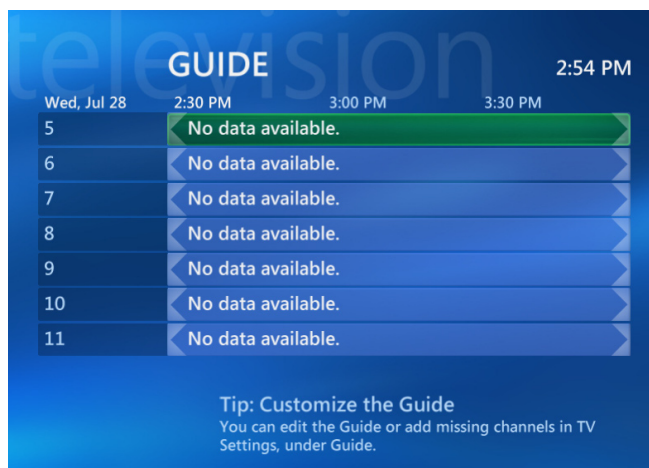 television
GUIDE
2:54 PM
Wed, Jul 28 2:30 PM 3:00 PM 3:30 PM
5 No data available.
6 No data available.
7 No data available.
8 No data available.
9 No data available.
10 No data available.
11 No data available.
Tip: Customize the Guide
You can edit the Guide or add missing channels in TV
Settings, under Guide.